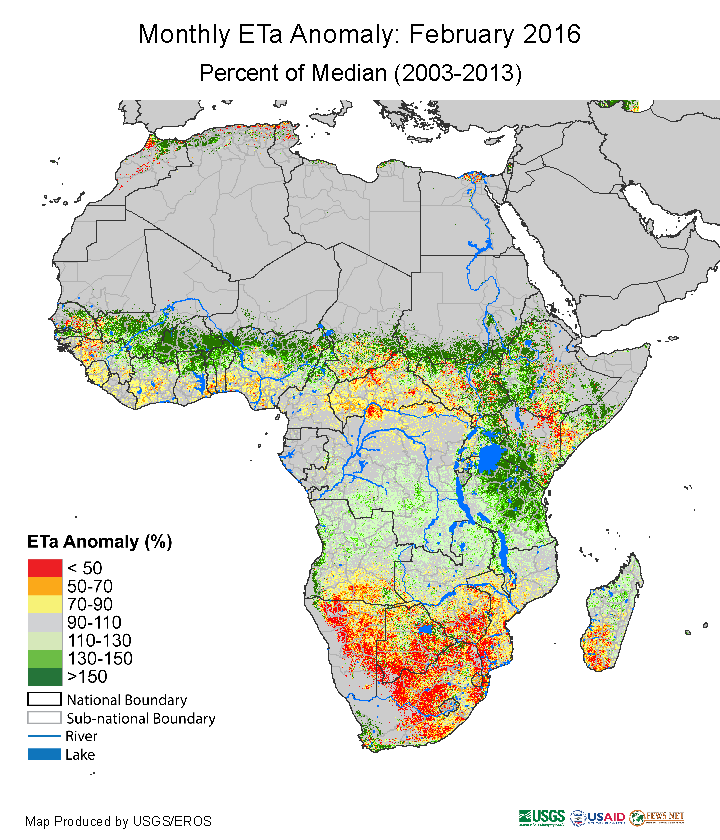 Monthly ETa Anomaly: February 2016
Percent of Median (2003-2013)
ETa Anomaly (%)
< 50
50-70
70-90
90-110
110-130
130-150
>150
National Boundary
Sub-national Boundary
River
Lake
Map Produced by USGS/EROS
USGS
USAID
FEWS NET